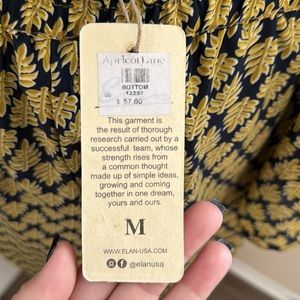 Apricot Lane
BOTTOM
12357
00
$ 57.00
This garment is
the result of thorough
research carried out by a
successful team, whose
strength rises from
a common thought
made up of simple ideas,
growing and coming
together in one dream,
yours and ours.
M
WWW.ELAN-USA.COM
@elanusa